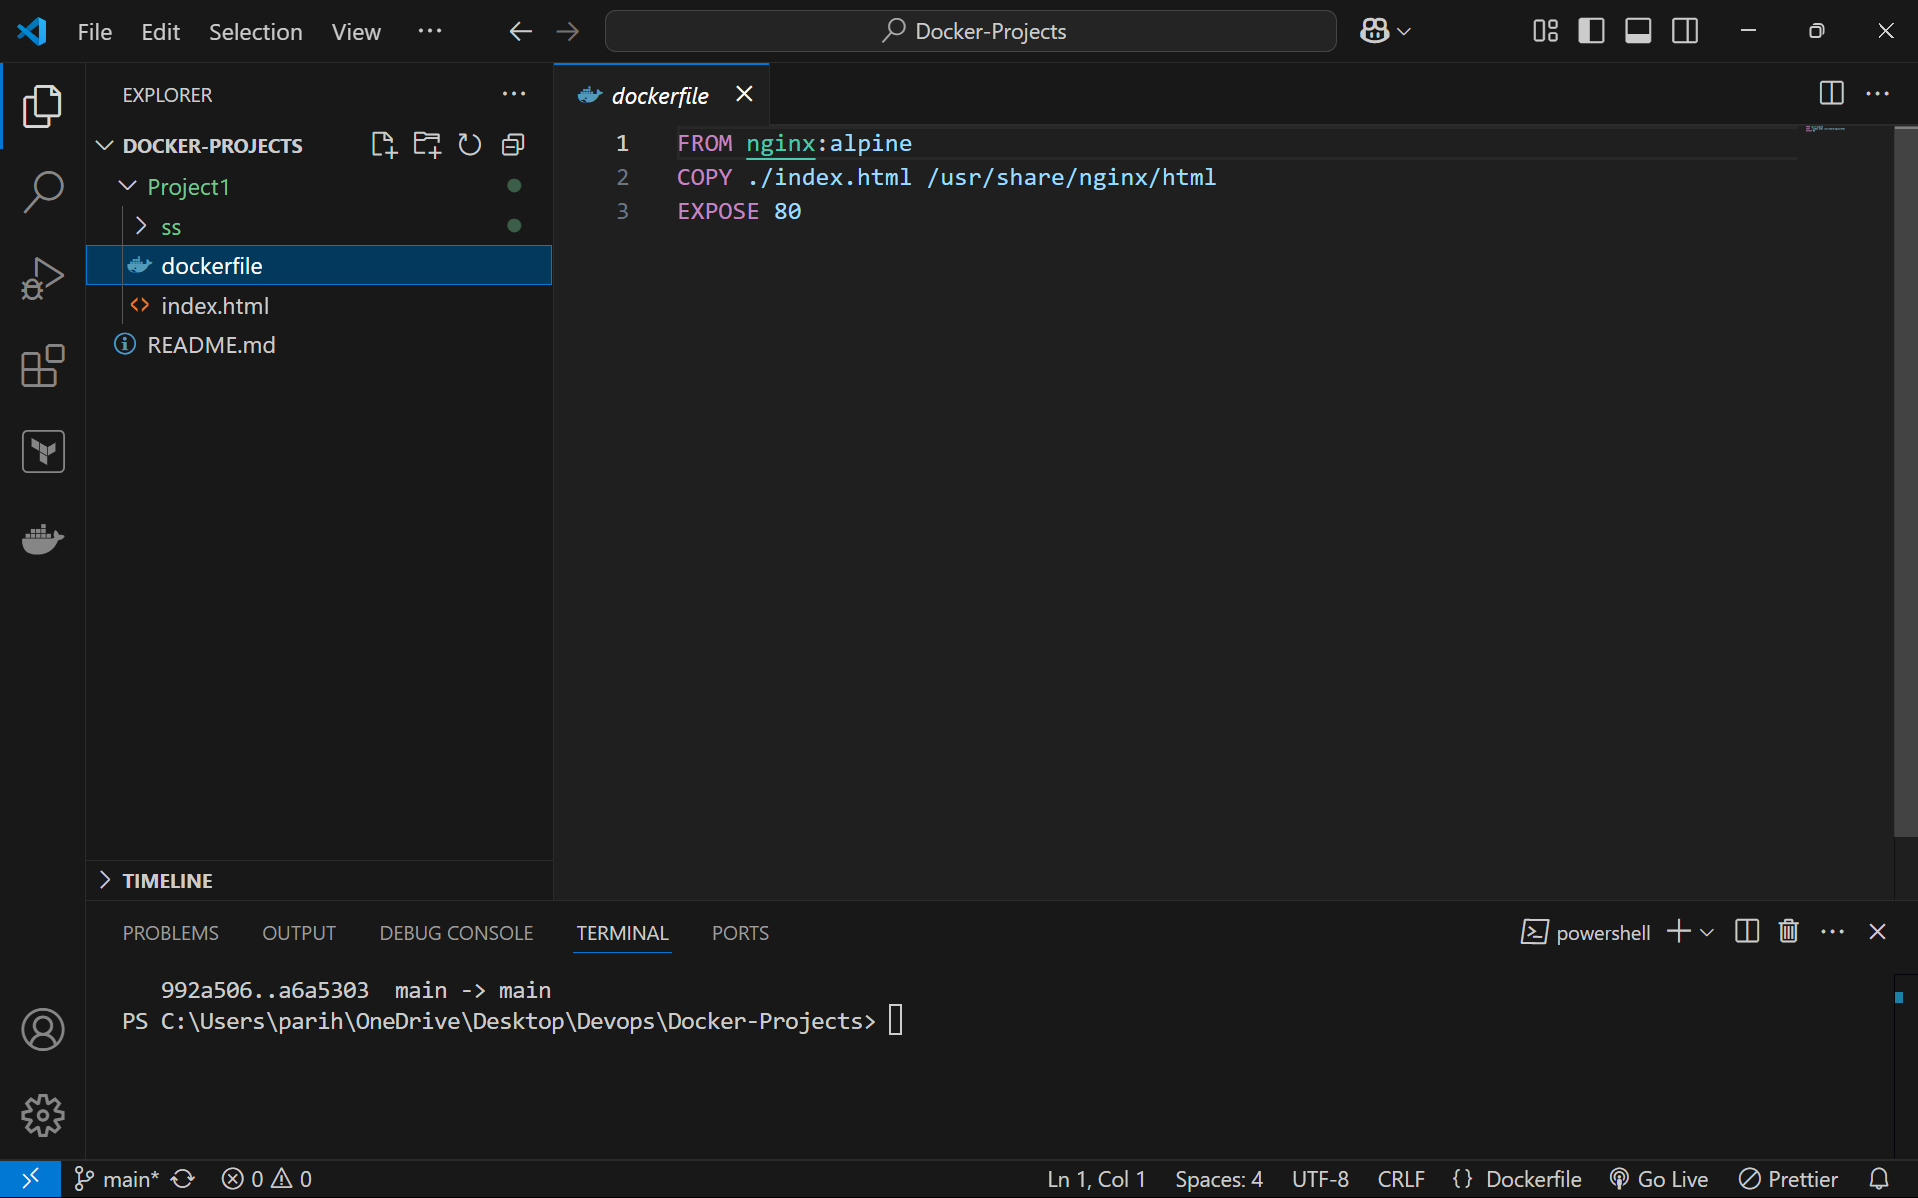 File Edit Selection View ··· Docker-Projects
EXPLORER
DOCKER-PROJECTS
Project1
ss
dockerfile
index.html
README.md
TIMELINE
dockerfile
1 FROM nginx:alpine
2 COPY ./index.html /usr/share/nginx/html
3 EXPOSE 80
PROBLEMS OUTPUT DEBUG CONSOLE TERMINAL PORTS powershell
992a506..a6a5303  main -> main
PS C:\Users\parih\OneDrive\Desktop\Devops\Docker-Projects>
main* 0 0 Ln 1, Col 1 Spaces: 4 UTF-8 CRLF {} Dockerfile Go Live Prettier